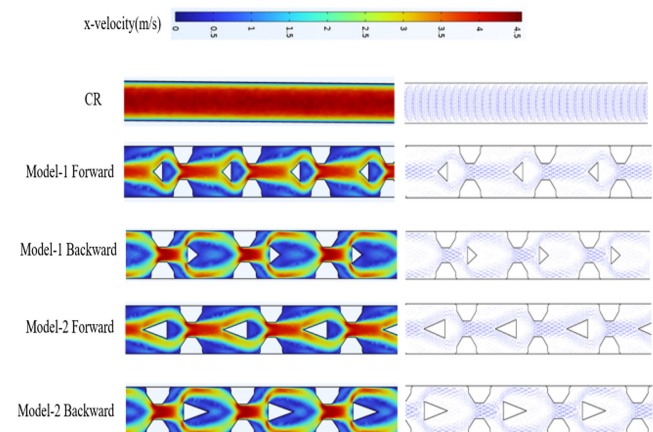 x-velocity(m/s)
0 0.5 1 1.5 2 2.5 3 3.5 4 4.5
CR
Model-1 Forward
Model-1 Backward
Model-2 Forward
Model-2 Backward